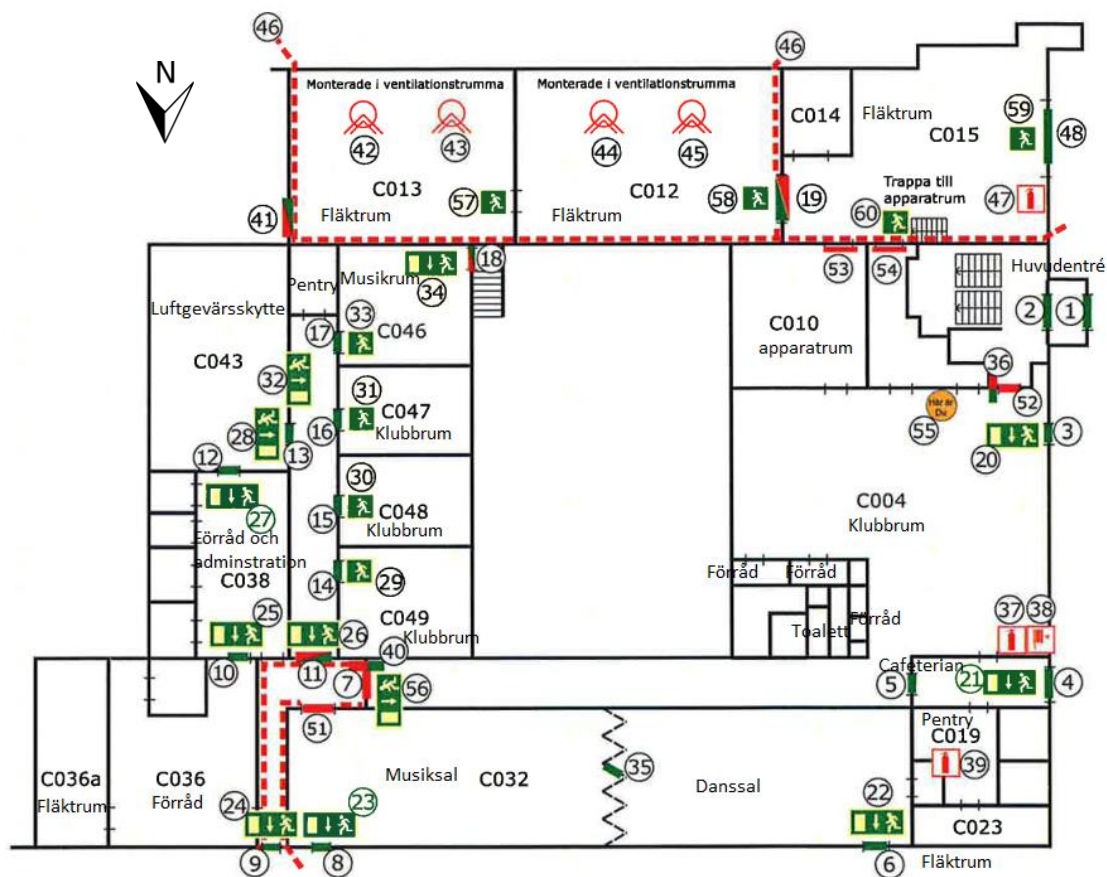 46
46
N
Monterade i ventilationstrumma
Monterade i ventilationstrumma
42
43
44
45
C014
Fläktrum
C015
59
48
C013
57
C012
58
19
Trappa till
apparatrum
47
41
Fläktrum
Fläktrum
60
18
53
54
Huvudentré
Pentry
Musikrum
34
Luftgevärsskytte
33
17
C046
C010
apparatrum
2
1
C043
32
36
31
C047
Klubbrum
16
Här är
Du
52
55
28
13
20
3
12
30
27
15
C048
Klubbrum
C004
Klubbrum
Förråd och
adminstration
C038
14
29
Förråd
Förråd
C049
Klubbrum
Förråd
Toalett
25
26
37
38
40
Cafeterian
10
11
7
56
5
21
4
51
Pentry
C019
C036a
Fläktrum
C036
Förråd
Musiksal
C032
35
Danssal
39
24
23
22
C023
9
8
6
Fläktrum